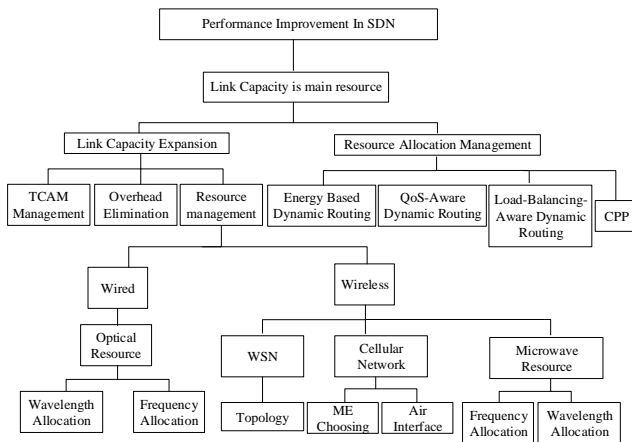 Performance Improvement In SDN
Link Capacity is main resource
Link Capacity Expansion
Resource Allocation Management
TCAM
Management
Overhead
Elimination
Resource
management
Energy Based
Dynamic Routing
QoS-Aware
Dynamic Routing
Load-Balancing-
Aware Dynamic
Routing
CPP
Wired
Wireless
Optical
Resource
WSN
Cellular
Network
Microwave
Resource
Wavelength
Allocation
Frequency
Allocation
Topology
ME
Choosing
Air
Interface
Frequency
Allocation
Wavelength
Allocation